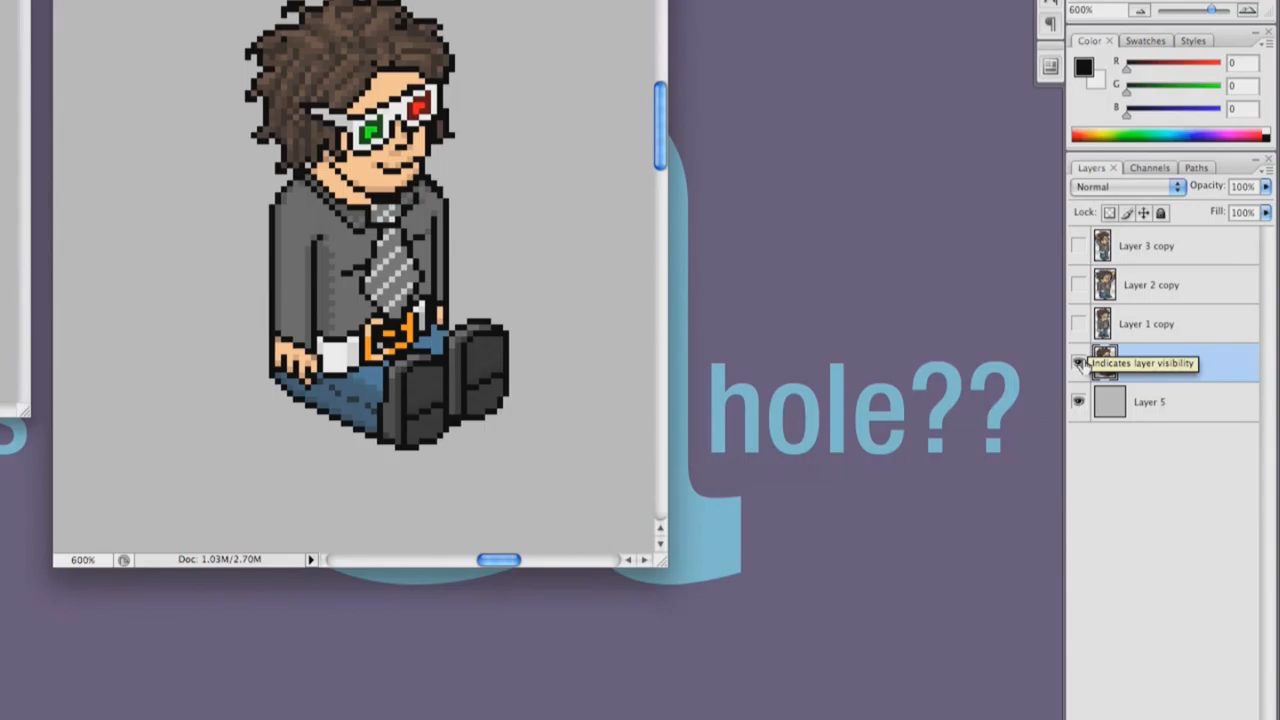 600%
Color
Swatches
Styles
R
0
G
0
B
0
Layers
Channels
Paths
Normal
Opacity:
100%
Lock:
Fill:
100%
Layer 3 copy
Layer 2 copy
Layer 1 copy
Indicates layer visibility
Layer 5
s
hole??
600%
Doc: 1.03M/2.70M